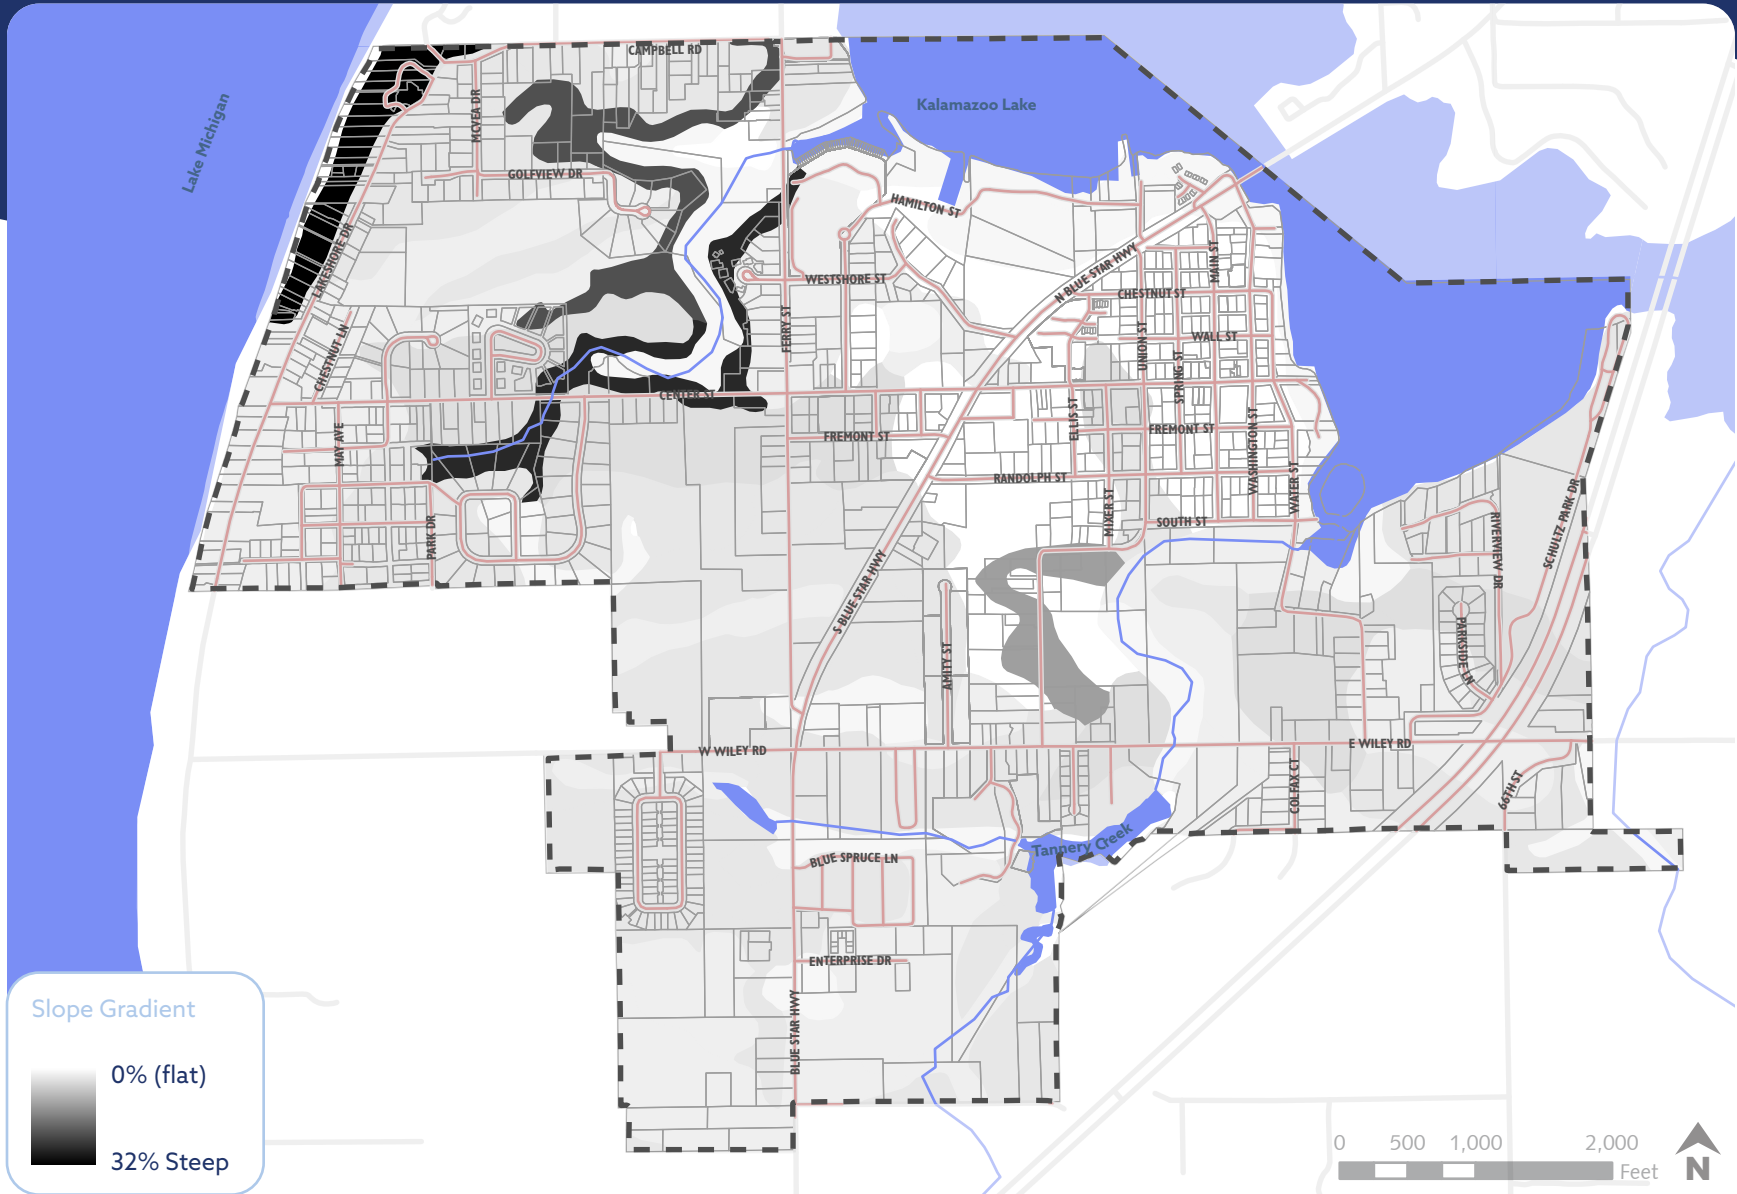 CAMPBELL RD
Lake Michigan
Kalamazoo Lake
MCVEA DR
GOLFVIEW DR
HAMILTON ST
LAKESHORE DR
N BLUE STAR HWY
MAIN ST
WESTSHORE ST
CHESTNUT ST
FERRY ST
CHESTNUT LN
UNION ST
WALL ST
SPRING ST
CENTER ST
MAY AVE
FREMONT ST
ELLIS ST
FREMONT ST
WASHINGTON ST
WATER ST
RANDOLPH ST
MIXER ST
SOUTH ST
PARK DR
RIVERVIEW DR
SCHULTZ PARK DR
S BLUE STAR HWY
AMITY ST
PARKSIDE LN
W WILEY RD
E WILEY RD
COLFAX CT
66TH ST
Tannery Creek
BLUE SPRUCE LN
ENTERPRISE DR
BLUE STAR HWY
Slope Gradient
0% (flat)
32% Steep
0 500 1,000 2,000
Feet
N